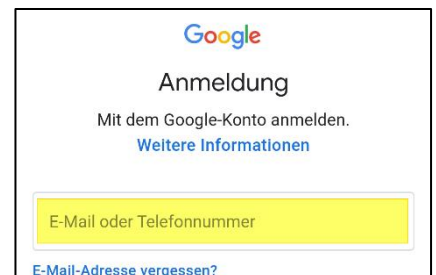 Google
Anmeldung
Mit dem Google-Konto anmelden.
Weitere Informationen
E-Mail oder Telefonnummer
E-Mail-Adresse vergessen?